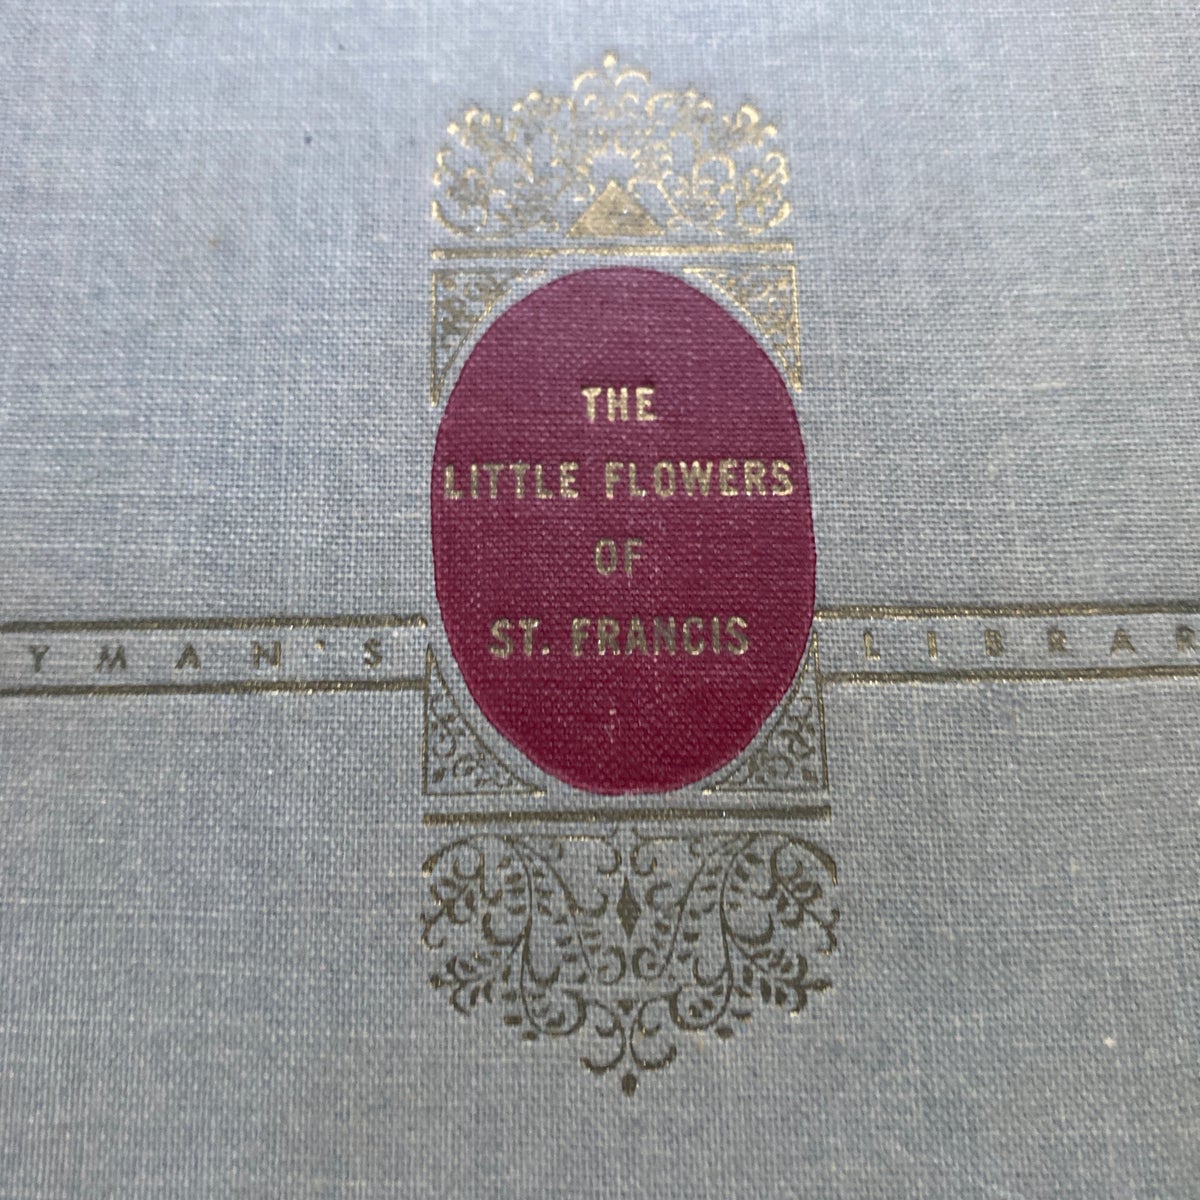 THE
LITTLE FLOWERS
OF
ST. FRANCIS
YMAN'S LIBRAR